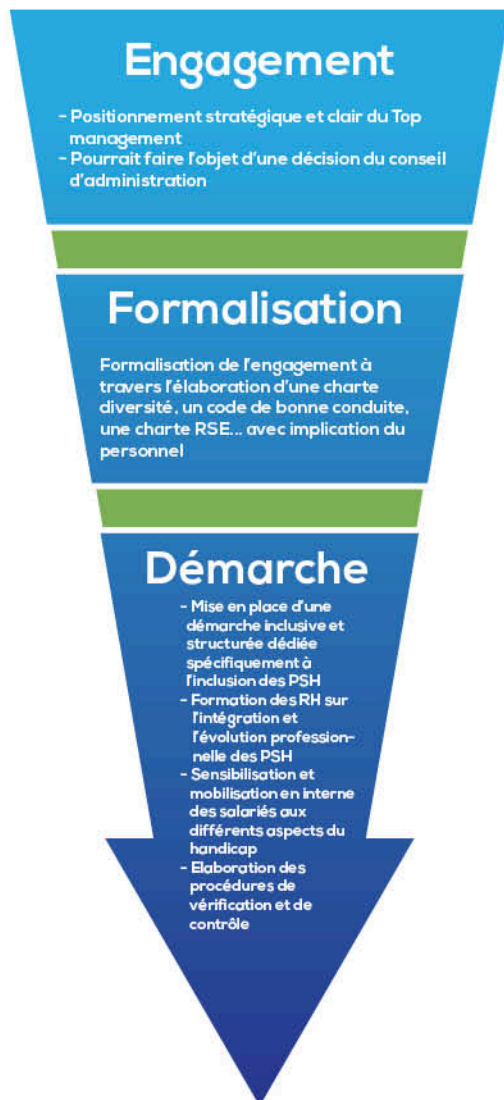 Engagement
- Positionnement stratégique et clair du Top
management
- Pourrait faire l'objet d'une décision du conseil
d'administration
Formalisation
Formalisation de l'engagement à
travers l'élaboration d'une charte
diversité, un code de bonne conduite,
une charte RSE... avec implication du
personnel
Démarche
- Mise en place d'une
démarche inclusive et
structurée dédiée
spécifiquement à
l'inclusion des PSH
- Formation des RH sur
l'intégration et
l'évolution profession-
nelle des PSH
- Sensibilisation et
mobilisation en interne
des salariés aux
différents aspects du
handicap
- Elaboration des
procédures de
vérification et de
contrôle